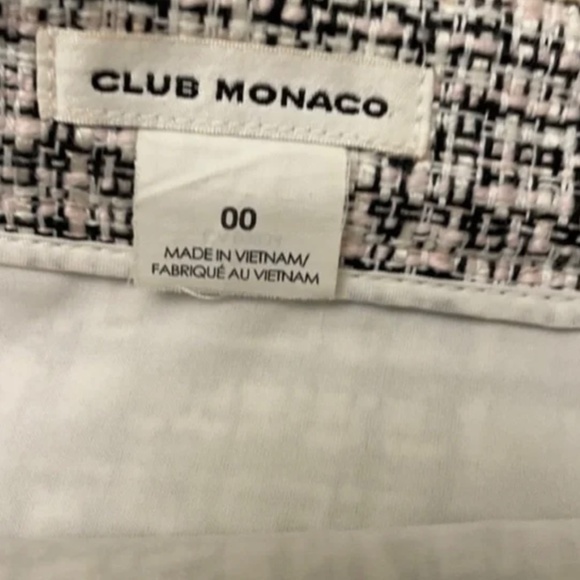 CLUB MONACO
00
MADE IN VIETNAM/
FABRIQUÉ AU VIETNAM